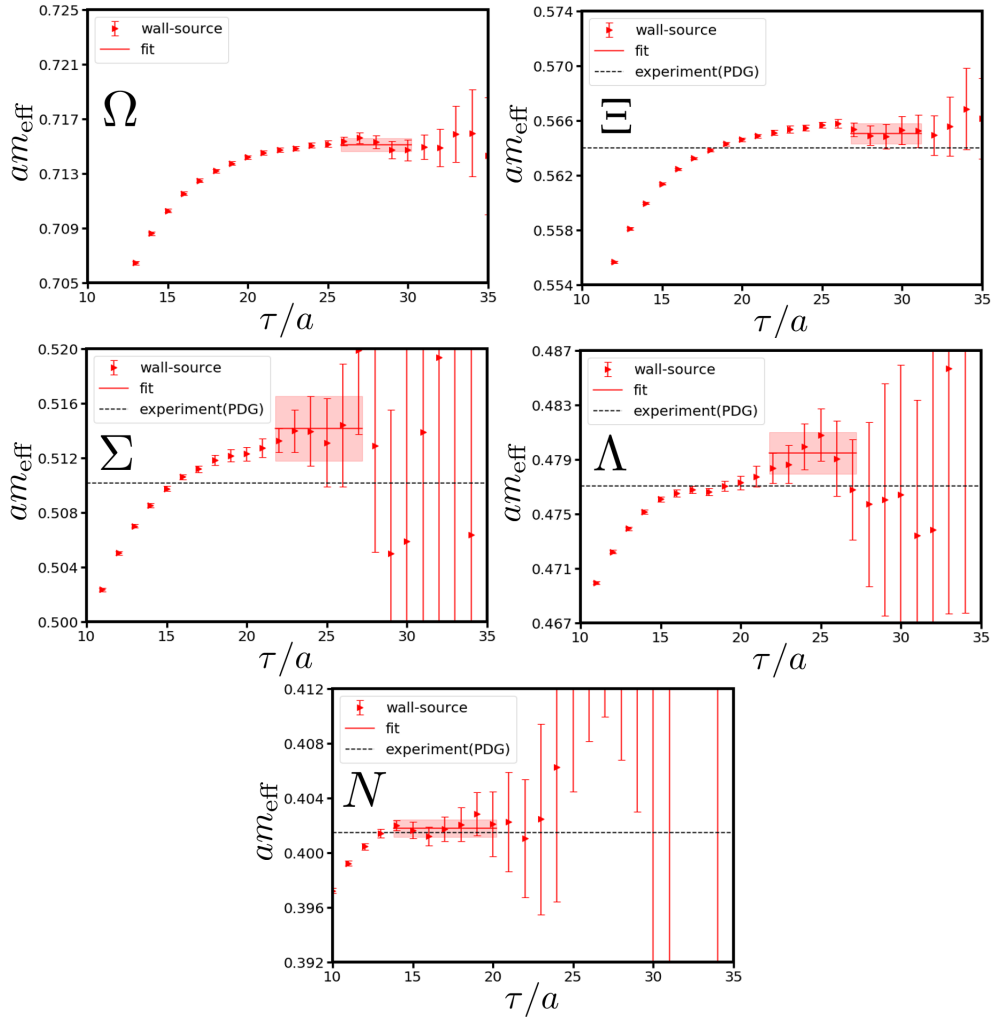 0.725
0.721
0.717
0.713
0.709
0.705
am_eff
wall-source
fit
Ω
10 15 20 25 30 35
τ/a
0.574
0.570
0.566
0.562
0.558
0.554
am_eff
wall-source
fit
experiment(PDG)
Ξ
10 15 20 25 30 35
τ/a
0.520
0.516
0.512
0.508
0.504
0.500
am_eff
wall-source
fit
experiment(PDG)
Σ
10 15 20 25 30 35
τ/a
0.487
0.483
0.479
0.475
0.471
0.467
am_eff
wall-source
fit
experiment(PDG)
Λ
10 15 20 25 30 35
τ/a
0.412
0.408
0.404
0.400
0.396
0.392
am_eff
wall-source
fit
experiment(PDG)
N
10 15 20 25 30 35
τ/a